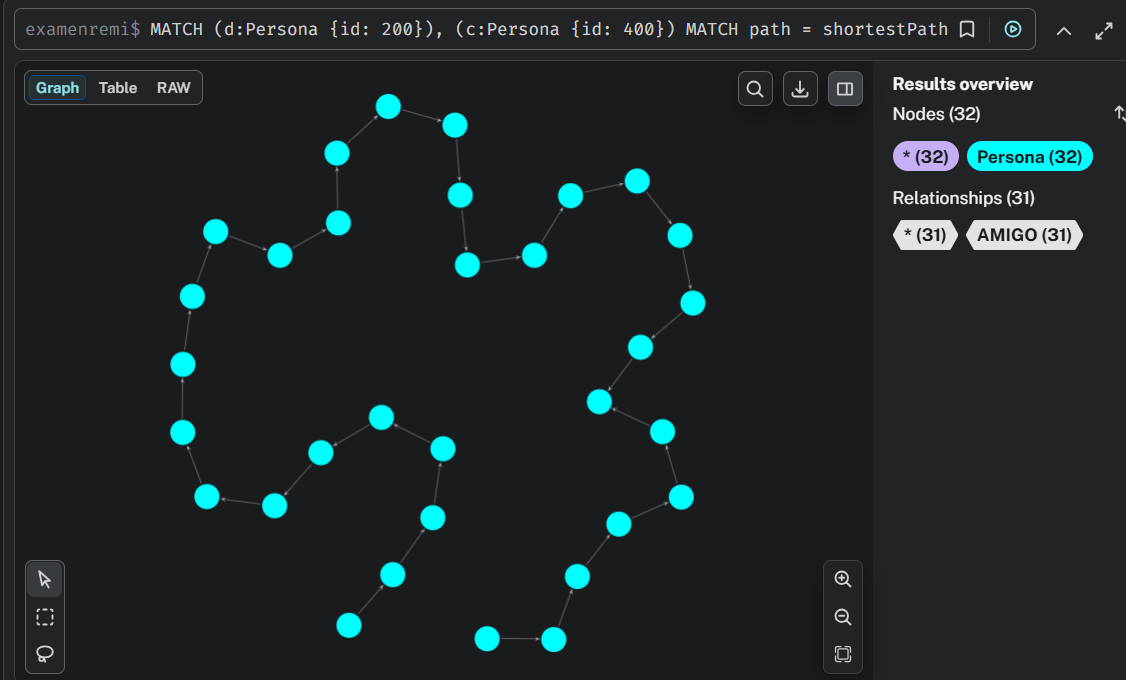 examenremi$ MATCH (d:Persona {id: 200}), (c:Persona {id: 400}) MATCH path = shortestPath
Graph Table RAW
Results overview
Nodes (32)
* (32) Persona (32)
Relationships (31)
* (31) AMIGO (31)